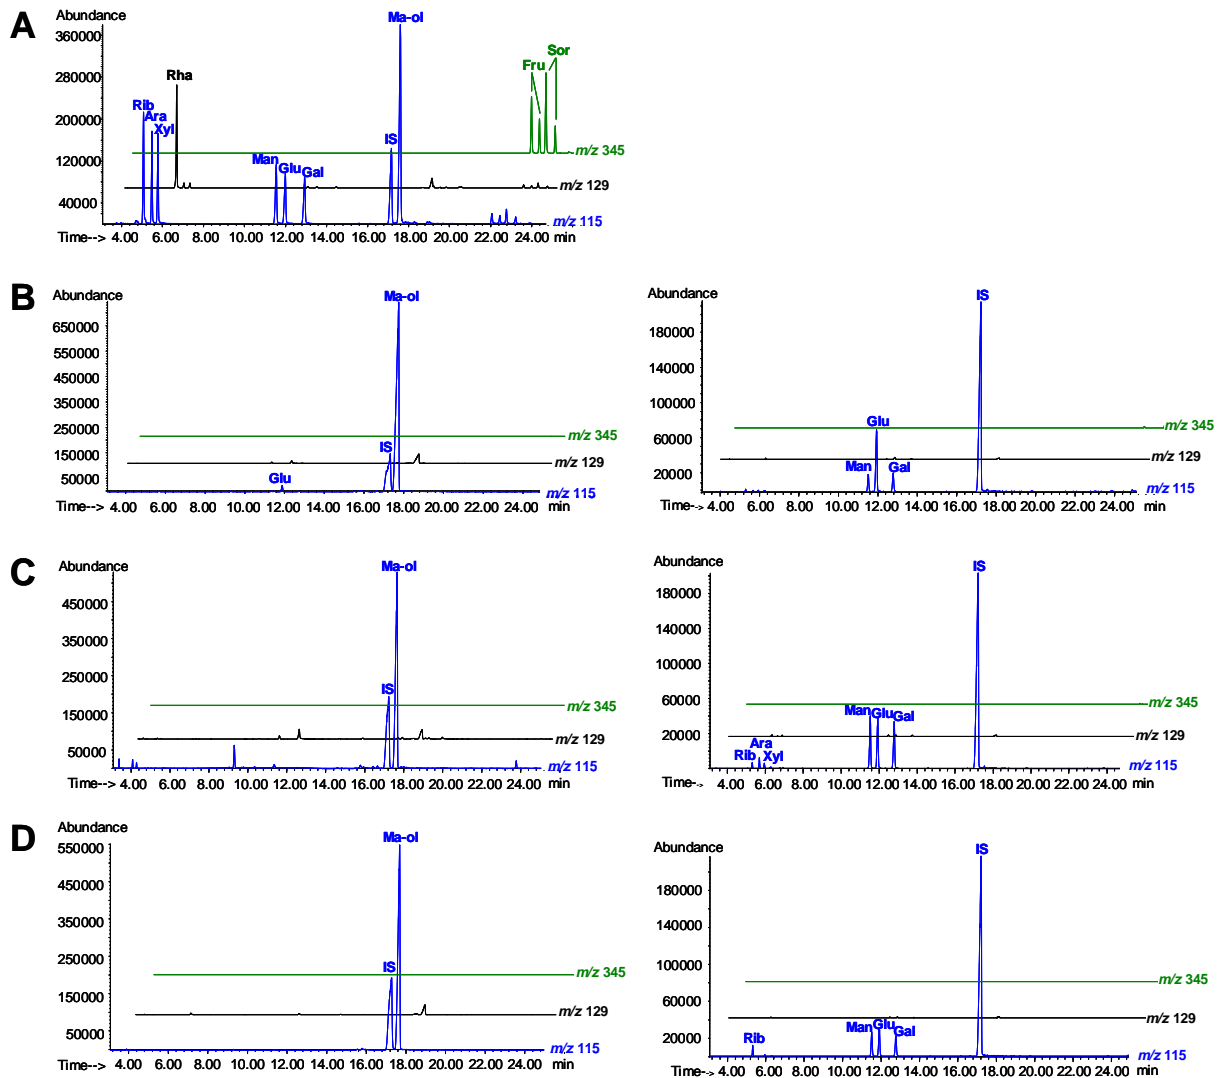 A
Abundance
Ma-ol
360000
280000
200000
160000
120000
80000
40000
Rha
Rib
Ara
Xyl
Man
Glu
Gal
IS
Fru
Sor
m/z 345
m/z 129
m/z 115
Time--> 4.00 6.00 8.00 10.00 12.00 14.00 16.00 18.00 20.00 22.00 24.00 min
B
Abundance
Ma-ol
650000
550000
450000
350000
250000
150000
50000
IS
Glu
m/z 345
m/z 129
m/z 115
Time--> 4.00 6.00 8.00 10.00 12.00 14.00 16.00 18.00 20.00 22.00 24.00 min
Abundance
IS
180000
140000
100000
60000
20000
Glu
Man
Gal
m/z 345
m/z 129
m/z 115
Time--> 4.00 6.00 8.00 10.00 12.00 14.00 16.00 18.00 20.00 22.00 24.00 min
C
Abundance
Ma-ol
450000
350000
250000
150000
50000
IS
m/z 345
m/z 129
m/z 115
Time--> 4.00 6.00 8.00 10.00 12.00 14.00 16.00 18.00 20.00 22.00 24.00 min
Abundance
IS
180000
140000
100000
60000
20000
Man
Glu
Gal
Ara
Rib
Xyl
m/z 345
m/z 129
m/z 115
Time--> 4.00 6.00 8.00 10.00 12.00 14.00 16.00 18.00 20.00 22.00 24.00 min
D
Abundance
Ma-ol
550000
450000
350000
250000
150000
50000
IS
m/z 345
m/z 129
m/z 115
Time--> 4.00 6.00 8.00 10.00 12.00 14.00 16.00 18.00 20.00 22.00 24.00 min
Abundance
IS
180000
140000
100000
60000
20000
Rib
Man
Glu
Gal
m/z 345
m/z 129
m/z 115
Time--> 4.00 6.00 8.00 10.00 12.00 14.00 16.00 18.00 20.00 22.00 24.00 min